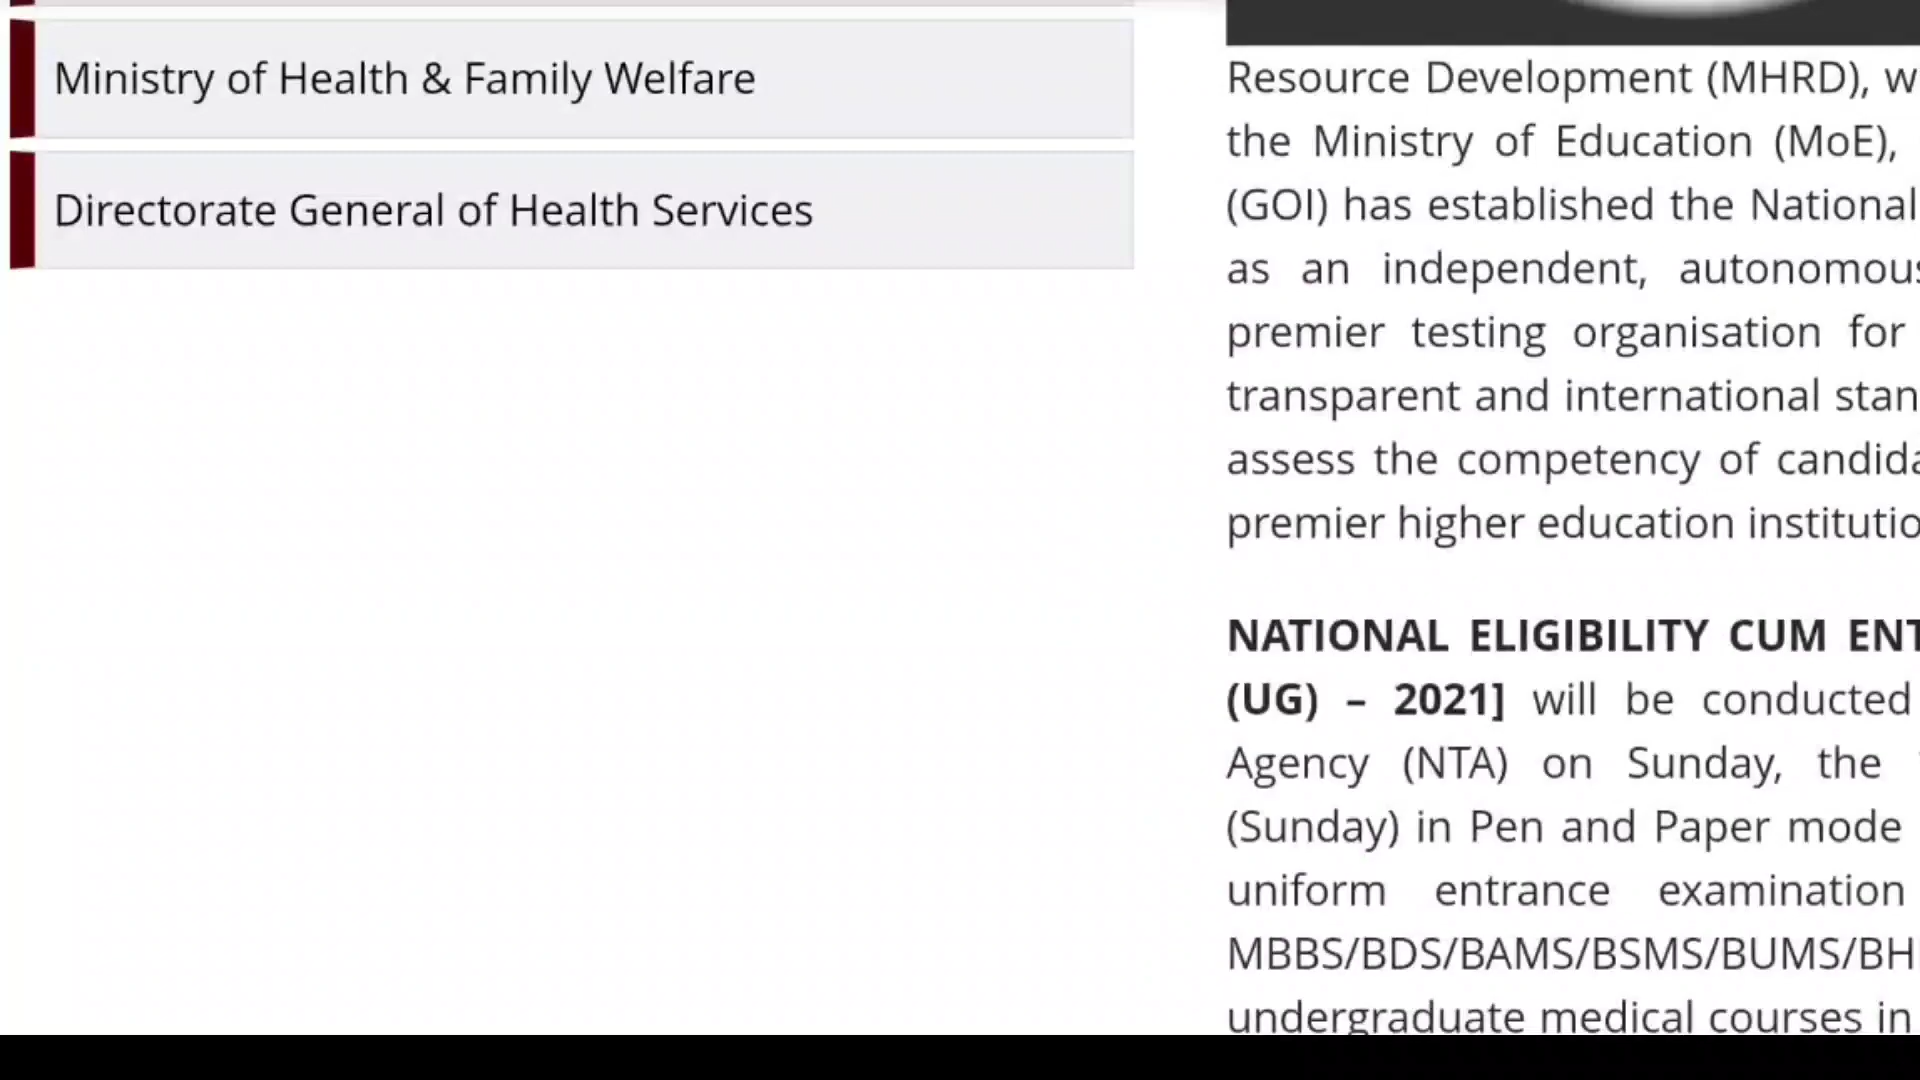 Ministry of Health & Family Welfare
Directorate General of Health Services
Resource Development (MHRD), w
the Ministry of Education (MoE),
(GOI) has established the National
as an independent, autonomous
premier testing organisation for
transparent and international stan
assess the competency of candida
premier higher education institutio
NATIONAL ELIGIBILITY CUM ENT
(UG) – 2021] will be conducted
Agency (NTA) on Sunday, the
(Sunday) in Pen and Paper mode
uniform entrance examination
MBBS/BDS/BAMS/BSMS/BUMS/BH
undergraduate medical courses in